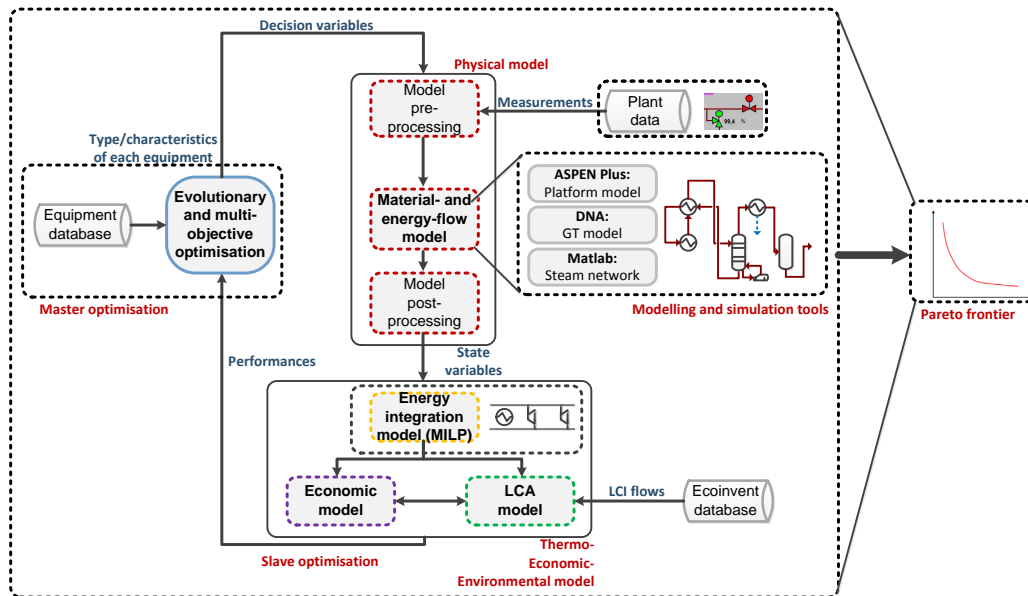 Decision variables
Physical model
Model
pre-
processing
Measurements
Plant
data
99,4 %
Type/characteristics
of each equipment
Equipment
database
Evolutionary
and multi-
objective
optimisation
Master optimisation
Material- and
energy-flow
model
ASPEN Plus:
Platform model
DNA:
GT model
Matlab:
Steam network
Modelling and simulation tools
Pareto frontier
Model
post-
processing
Performances
State
variables
Energy
integration
model (MILP)
Economic
model
LCA
model
LCI flows
Ecoinvent
database
Slave optimisation
Thermo-
Economic-
Environmental model